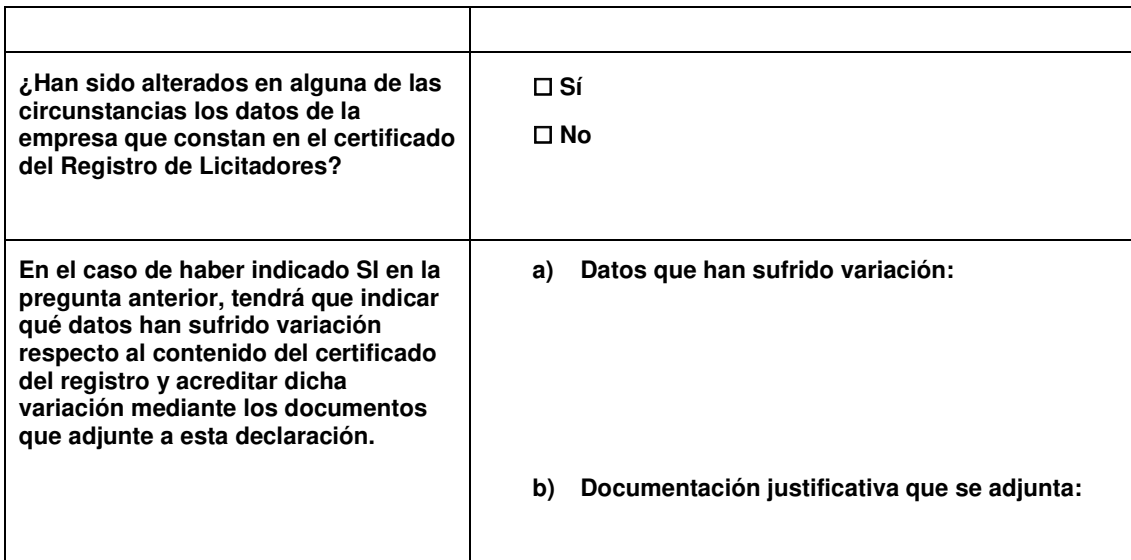 ¿Han sido alterados en alguna de las
circunstancias los datos de la
empresa que constan en el certificado
del Registro de Licitadores?
☐ Sí
☐ No
En el caso de haber indicado SI en la
pregunta anterior, tendrá que indicar
qué datos han sufrido variación
respecto al contenido del certificado
del registro y acreditar dicha
variación mediante los documentos
que adjunte a esta declaración.
a) Datos que han sufrido variación:
b) Documentación justificativa que se adjunta: